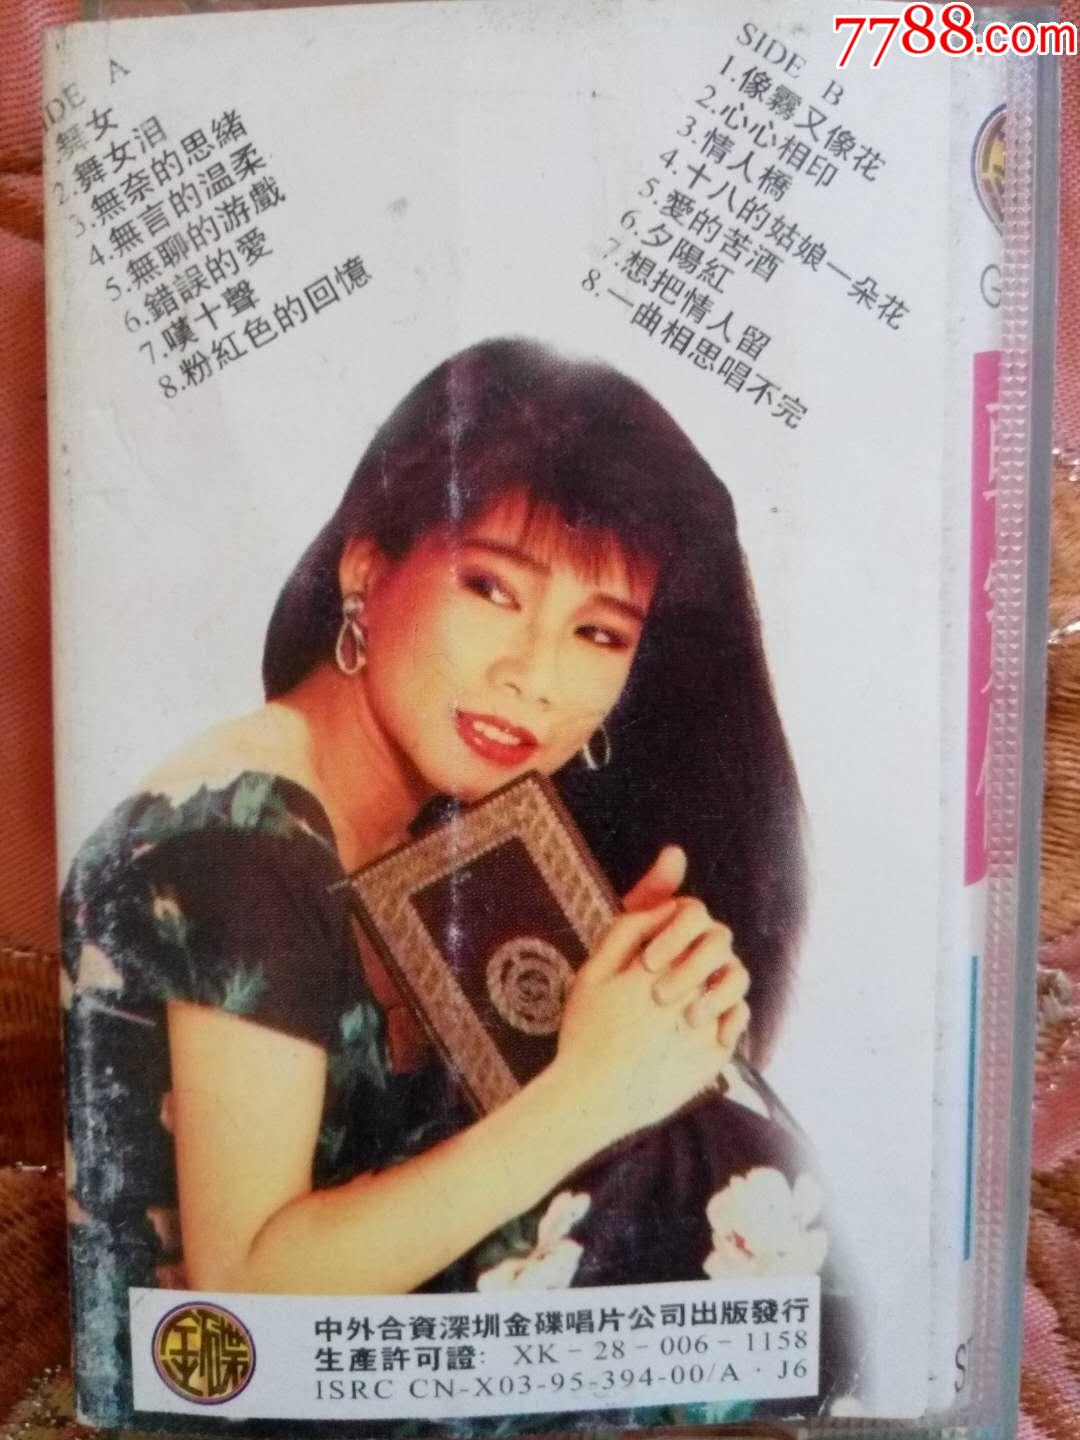 7788.com
SIDE A
舞女
2.舞女泪
3.無奈的思緒
4.無言的温柔
5.無聊的游戲
6.錯誤的愛
7.嘆十聲
8.粉紅色的回憶
SIDE B
1.像霧又像花
2.心心相印
3.情人橋
4.十八的姑娘一朵花
5.愛的苦酒
6.夕陽紅
7.想把情人留
8.一曲相思唱不完
金碟
中外合資深圳金碟唱片公司出版發行
生產許可證: XK-28-006-1158
ISRC CN-X03-95-394-00/A·J6